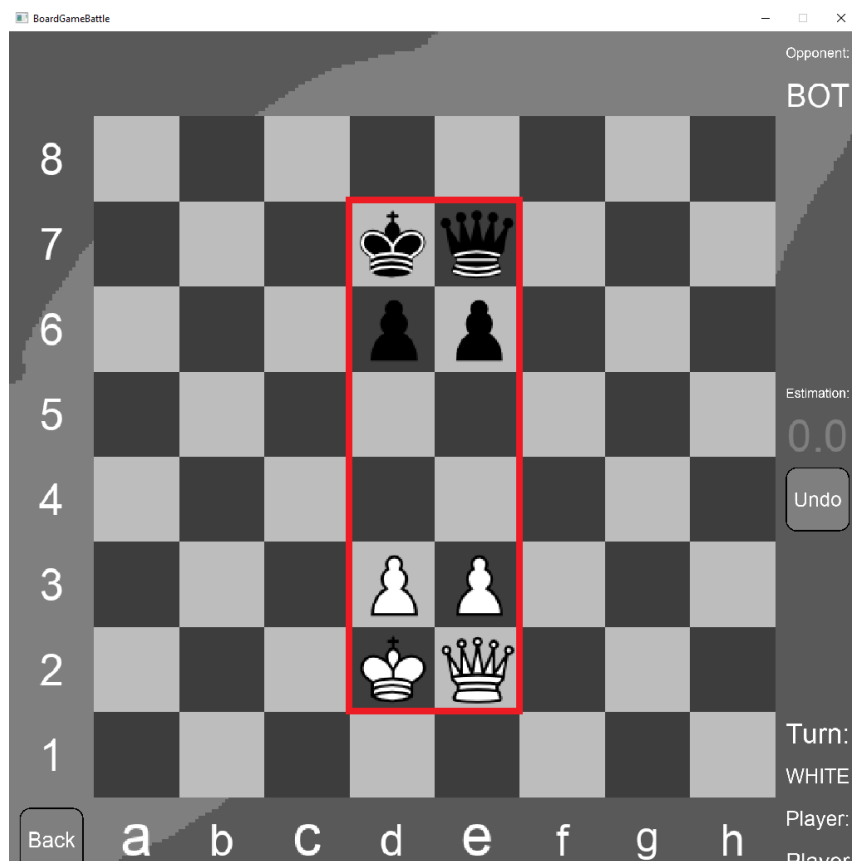 BoardGameBattle
Opponent:
BOT
8
7
6
5
Estimation:
0.0
4
Undo
3
2
1
Turn:
WHITE
Player:
Back
a b c d e f g h
Player